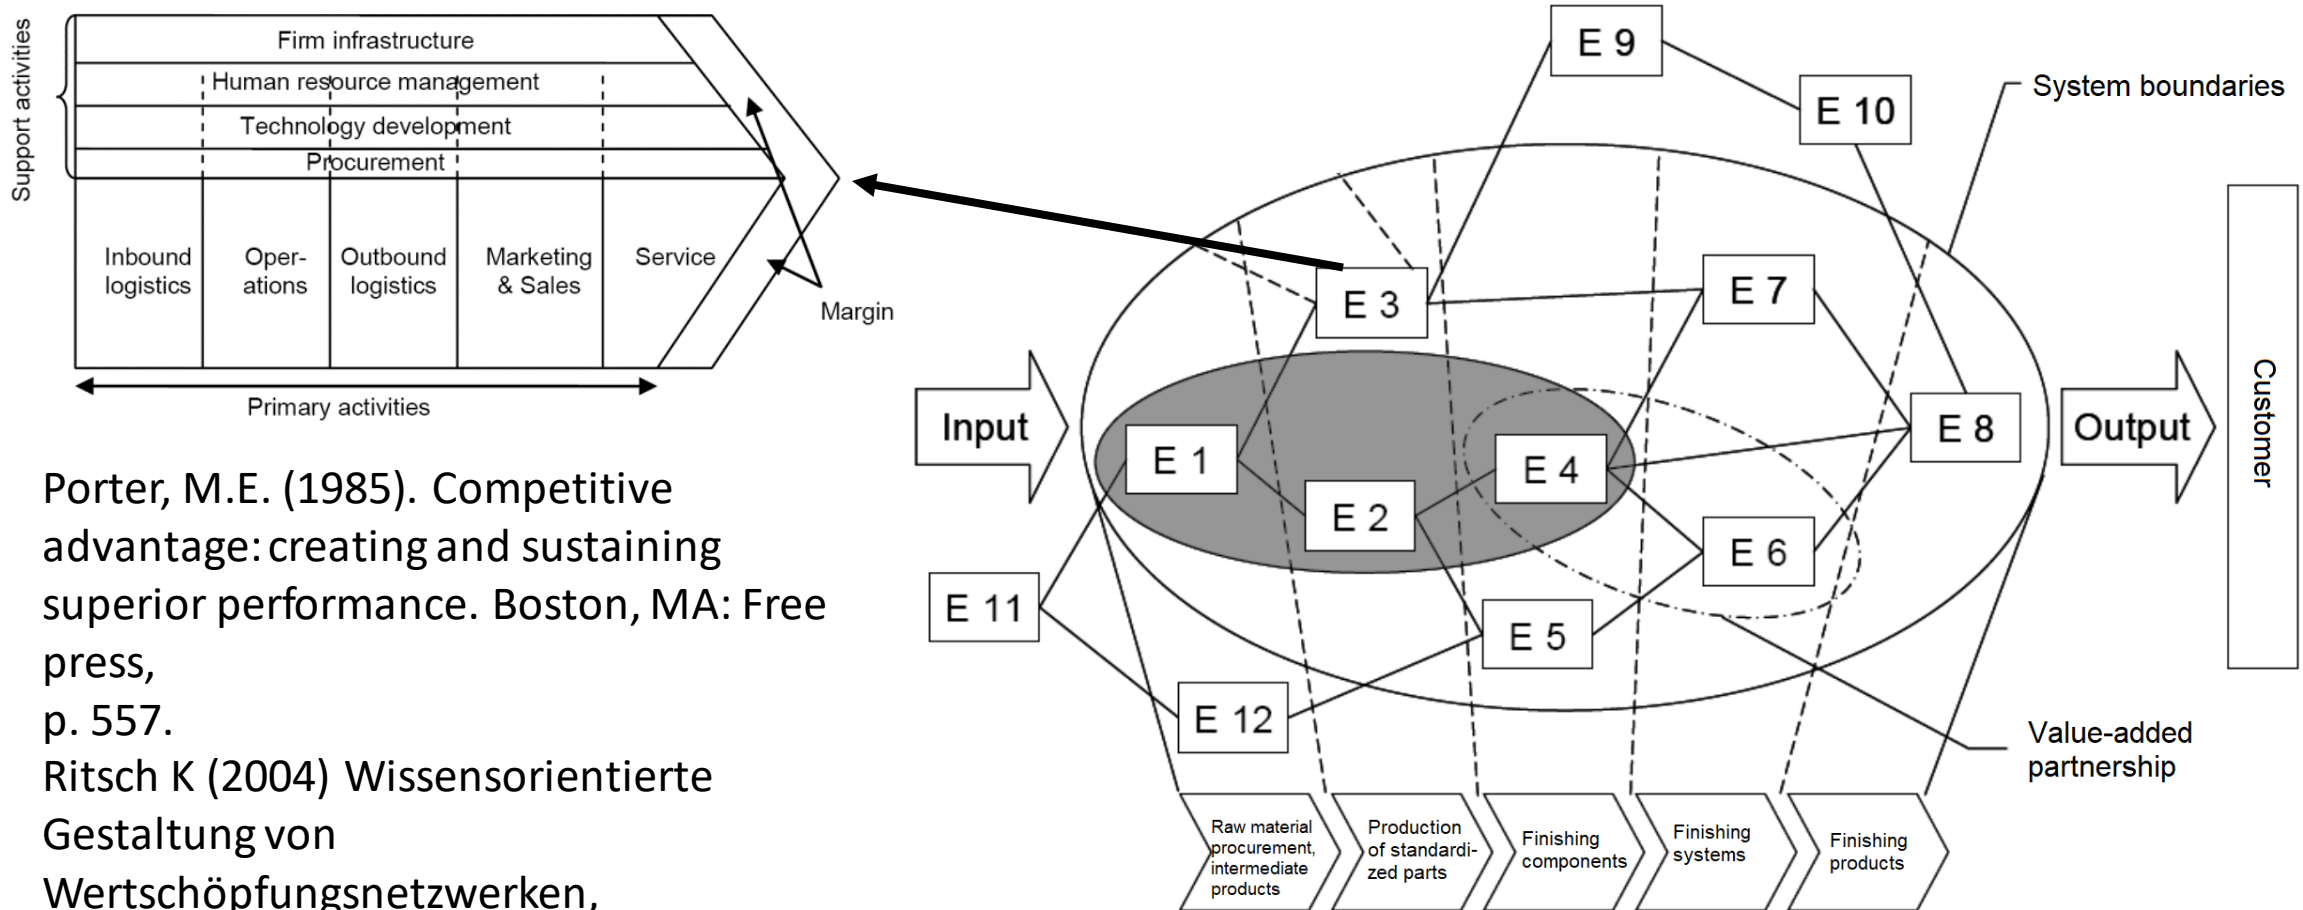 Support activities
Firm infrastructure
Human resource management
Technology development
Procurement
Inbound
logistics
Oper-
ations
Outbound
logistics
Marketing
& Sales
Service
Margin
Primary activities
Porter, M.E. (1985). Competitive
advantage: creating and sustaining
superior performance. Boston, MA: Free
press,
p. 557.
Ritsch K (2004) Wissensorientierte
Gestaltung von
Wertschöpfungsnetzwerken,
E 9
E 10
System boundaries
E 3
E 7
Input
E 1
E 2
E 4
E 8
Output
Customer
E 6
E 11
E 5
E 12
Value-added
partnership
Raw material
procurement,
intermediate
products
Production
of standardi-
zed parts
Finishing
components
Finishing
systems
Finishing
products